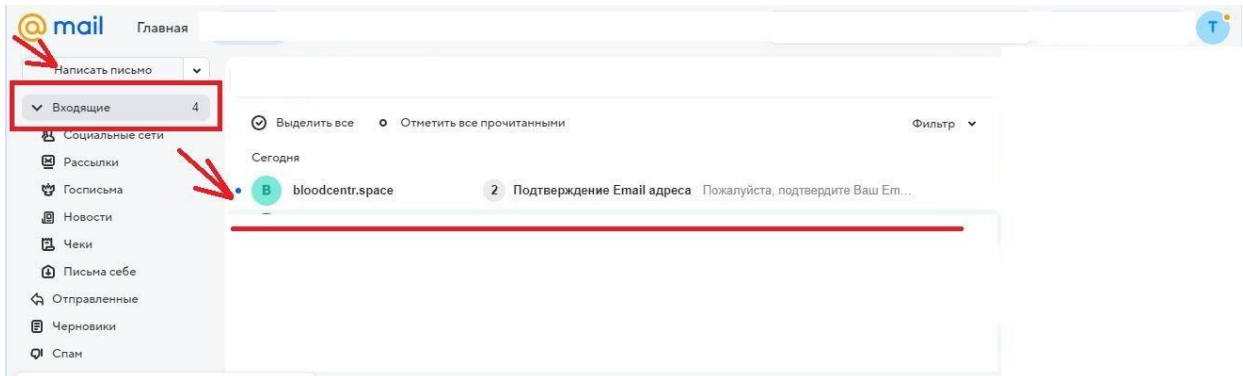 mail Главная Т
Написать письмо
Входящие 4
Выделить все Отметить все прочитанными Фильтр
Социальные сети
Сегодня
Рассылки
Госписьма
B bloodcentr.space 2 Подтверждение Email адреса Пожалуйста, подтвердите Ваш Em...
Новости
Чеки
Письма себе
Отправленные
Черновики
Спам